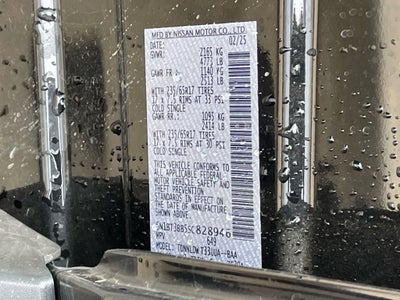 MFD BY NISSAN MOTOR CO., LTD.
DATE: 02/25
GVWR: 2165 KG
4773 LB
GAWR FR.: 1140 KG
2513 LB
WITH 235/65R17 TIRES
17 x 7.5 RIMS AT 33 PSI
COLD SINGLE
GAWR RR.: 1095 KG
2414 LB
WITH 235/65R17 TIRES
17 x 7.5 RIMS AT 30 PSI
COLD SINGLE
THIS VEHICLE CONFORMS TO
ALL APPLICABLE FEDERAL
MOTOR VEHICLE SAFETY AND
THEFT PREVENTION
STANDARDS IN EFFECT ON
THE DATE OF MANUFACTURE
SHOWN ABOVE.
MPV
MODEL: